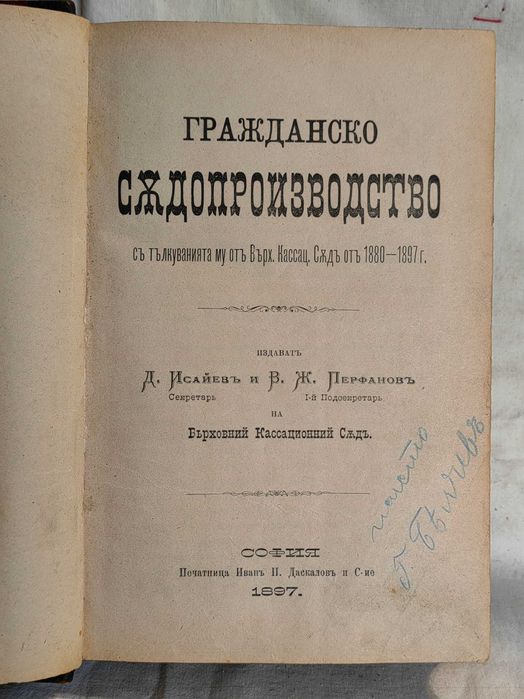 ГРАЖДАНСКО
СѪДОПРОИЗВОДСТВО
съ тълкуванията му отъ Върх. Кассац. Сѫдъ отъ 1880—1897 г.
ИЗДАВАТЪ
Д. Исайевъ и В. Ж. Перфановъ
Секретарь I-й Подсекретарь
НА
Върховний Кассационний Сѫдъ.
СОФИЯ
Печатница Иванъ П. Даскаловъ и С-ие
1897.